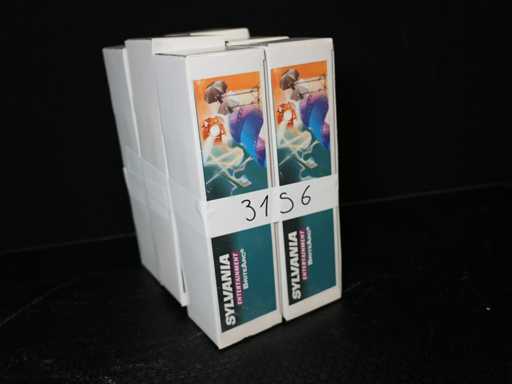 3156
SYLVANIA
ENTERTAINMENT
BRITEARC®
SYLVANIA
ENTERTAINMENT
BRITEARC®